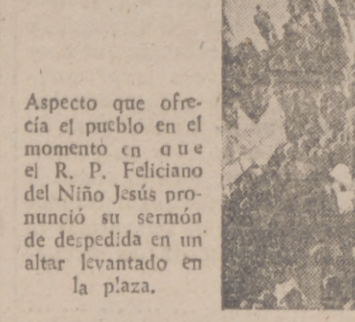 Aspecto que ofre-
cía el pueblo en el
momento en que
el R. P. Feliciano
del Niño Jesús pro-
nunció su sermón
de despedida en un
altar levantado en
la plaza.